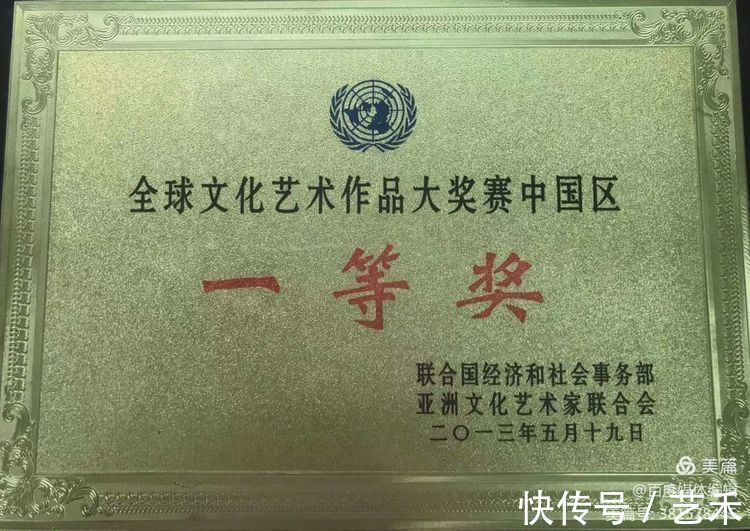 全球文化艺术作品大奖赛中国区
一等奖
联合国经济和社会事务部
亚洲文化艺术家联合会
二〇一三年五月十九日
美篇
快传号 / 艺禾